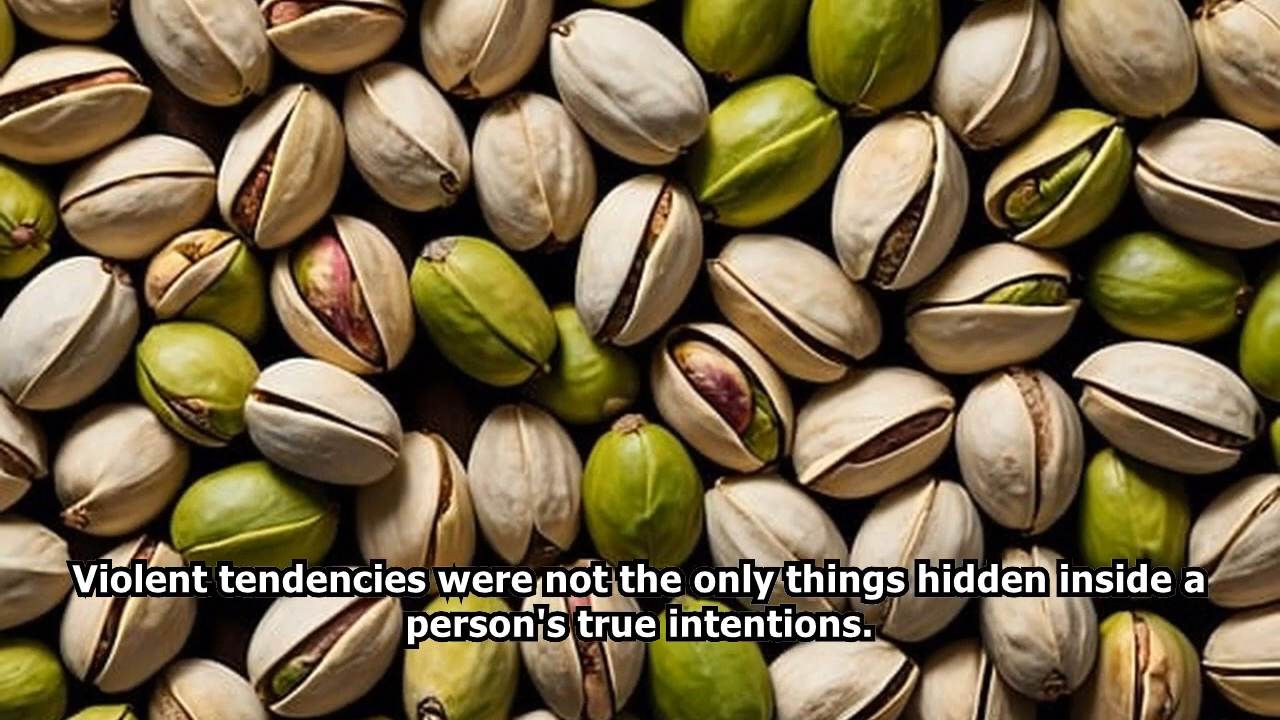 Violent tendencies were not the only things hidden inside a
person's true intentions.